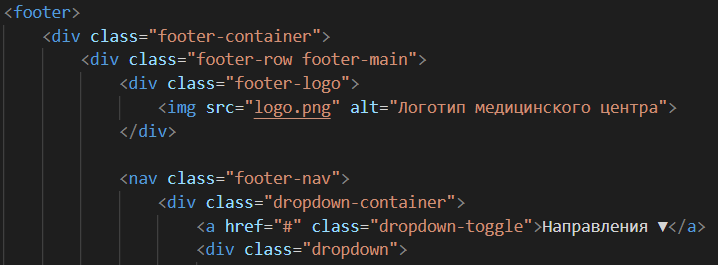 <footer>
<div class="footer-container">
<div class="footer-row footer-main">
<div class="footer-logo">
<img src="logo.png" alt="Логотип медицинского центра">
</div>
<nav class="footer-nav">
<div class="dropdown-container">
<a href="#" class="dropdown-toggle">Направления ▼</a>
<div class="dropdown">